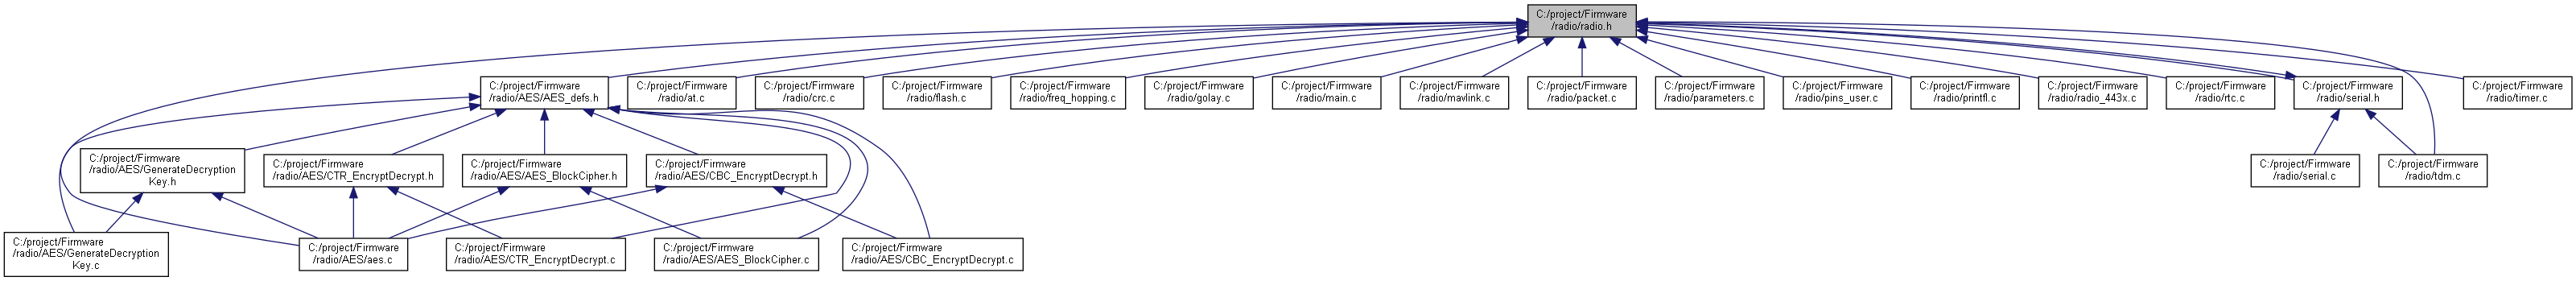 C:/project/Firmware
/radio/radio.h
C:/project/Firmware
/radio/AES/AES_defs.h
C:/project/Firmware
/radio/at.c
C:/project/Firmware
/radio/crc.c
C:/project/Firmware
/radio/flash.c
C:/project/Firmware
/radio/freq_hopping.c
C:/project/Firmware
/radio/golay.c
C:/project/Firmware
/radio/main.c
C:/project/Firmware
/radio/mavlink.c
C:/project/Firmware
/radio/packet.c
C:/project/Firmware
/radio/parameters.c
C:/project/Firmware
/radio/pins_user.c
C:/project/Firmware
/radio/printfl.c
C:/project/Firmware
/radio/radio_443x.c
C:/project/Firmware
/radio/rtc.c
C:/project/Firmware
/radio/serial.h
C:/project/Firmware
/radio/timer.c
C:/project/Firmware
/radio/AES/GenerateDecryption
Key.h
C:/project/Firmware
/radio/AES/CTR_EncryptDecrypt.h
C:/project/Firmware
/radio/AES/AES_BlockCipher.h
C:/project/Firmware
/radio/AES/CBC_EncryptDecrypt.h
C:/project/Firmware
/radio/serial.c
C:/project/Firmware
/radio/tdm.c
C:/project/Firmware
/radio/AES/GenerateDecryption
Key.c
C:/project/Firmware
/radio/AES/aes.c
C:/project/Firmware
/radio/AES/CTR_EncryptDecrypt.c
C:/project/Firmware
/radio/AES/AES_BlockCipher.c
C:/project/Firmware
/radio/AES/CBC_EncryptDecrypt.c